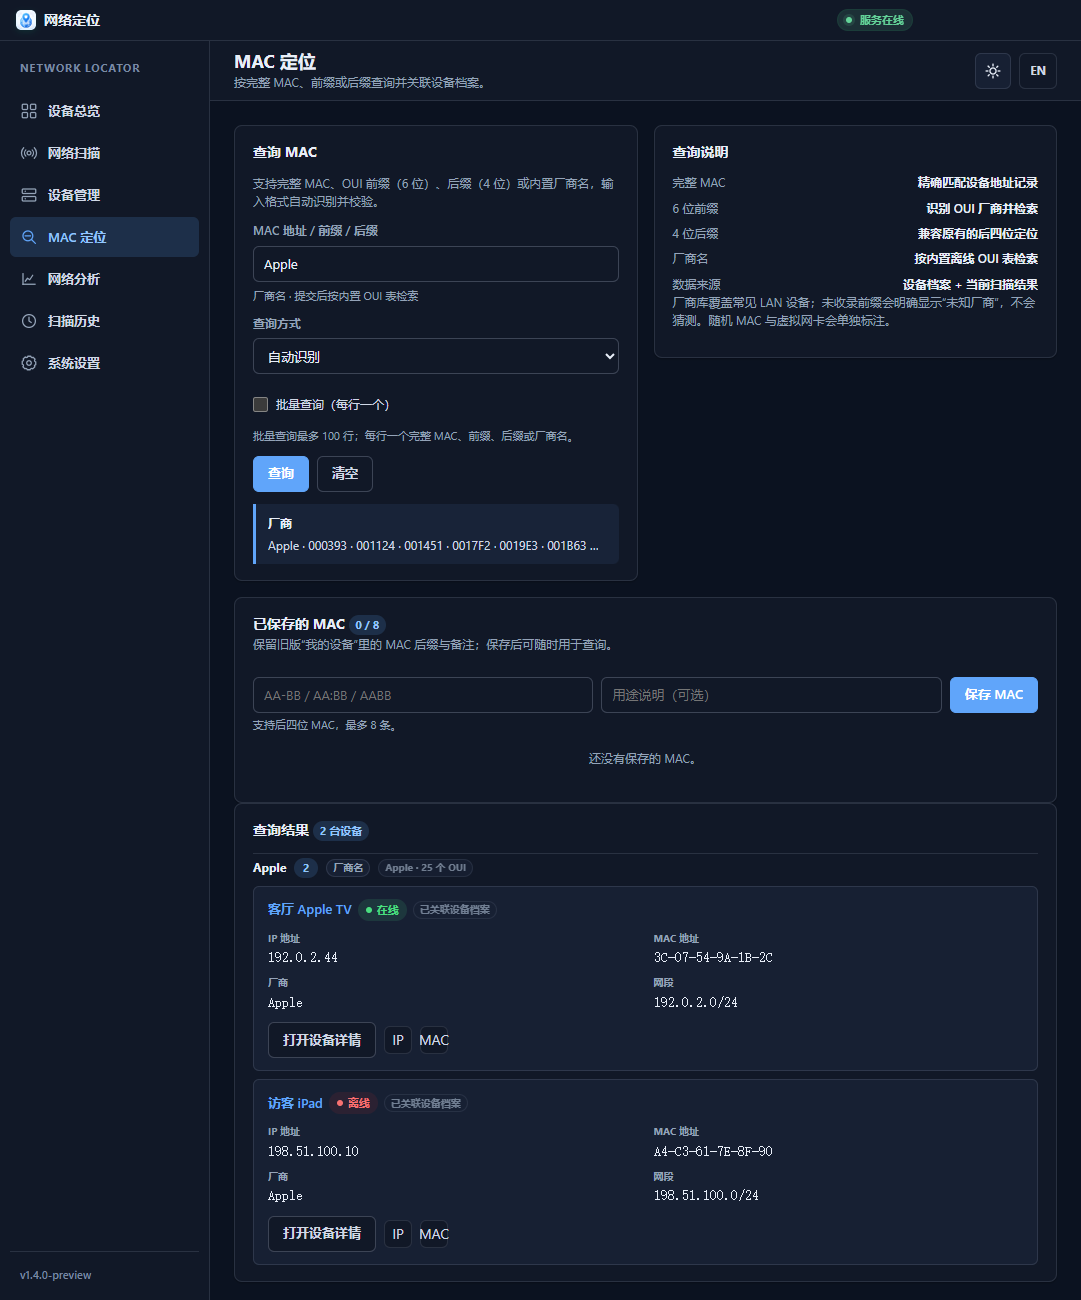 网络定位
服务在线
NETWORK LOCATOR
设备总览
网络扫描
设备管理
MAC 定位
网络分析
扫描历史
系统设置
v1.4.0-preview
MAC 定位
按完整 MAC、前缀或后缀查询并关联设备档案。
EN
查询 MAC
支持完整 MAC、OUI 前缀（6 位）、后缀（4 位）或内置厂商名，输
入格式自动识别并校验。
MAC 地址 / 前缀 / 后缀
Apple
厂商名 · 提交后按内置 OUI 表检索
查询方式
自动识别
批量查询（每行一个）
批量查询最多 100 行；每行一个完整 MAC、前缀、后缀或厂商名。
查询
清空
厂商
Apple · 000393 · 001124 · 001451 · 0017F2 · 0019E3 · 001B63 ...
查询说明
完整 MAC 精确匹配设备地址记录
6 位前缀 识别 OUI 厂商并检索
4 位后缀 兼容原有的后四位定位
厂商名 按内置离线 OUI 表检索
数据来源 设备档案 + 当前扫描结果
厂商库覆盖常见 LAN 设备；未收录前缀会明确显示“未知厂商”，不会
猜测。随机 MAC 与虚拟网卡会单独标注。
已保存的 MAC 0 / 8
保留旧版“我的设备”里的 MAC 后缀与备注；保存后可随时用于查询。
AA-BB / AA:BB / AABB
用途说明（可选）
保存 MAC
支持后四位 MAC，最多 8 条。
还没有保存的 MAC。
查询结果 2 台设备
Apple 2 厂商名 Apple · 25 个 OUI
客厅 Apple TV 在线 已关联设备档案
IP 地址 MAC 地址
192.0.2.44 3C-07-54-9A-1B-2C
厂商 网段
Apple 192.0.2.0/24
打开设备详情 IP MAC
访客 iPad 离线 已关联设备档案
IP 地址 MAC 地址
198.51.100.10 A4-C3-61-7E-8F-90
厂商 网段
Apple 198.51.100.0/24
打开设备详情 IP MAC